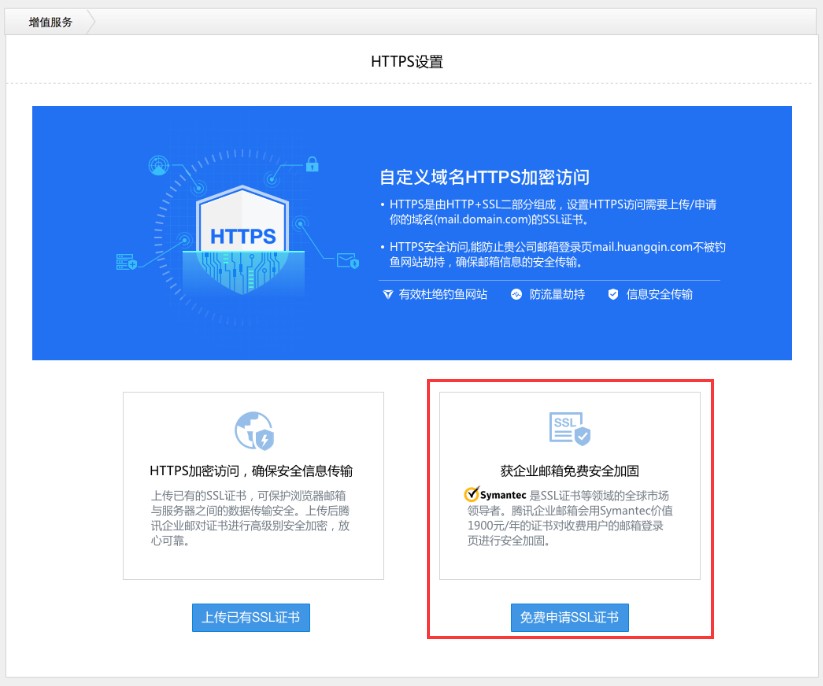 增值服务
HTTPS设置
自定义域名HTTPS加密访问
• HTTPS是由HTTP+SSL二部分组成，设置HTTPS访问需要上传/申请
你的域名(mail.domain.com)的SSL证书。
• HTTPS安全访问,能防止贵公司邮箱登录页mail.huangqin.com不被钓
鱼网站劫持，确保邮箱信息的安全传输。
有效杜绝钓鱼网站 防流量劫持 信息安全传输
HTTPS
HTTPS加密访问，确保安全信息传输
上传已有的SSL证书，可保护浏览器邮箱
与服务器之间的数据传输安全。上传后腾
讯企业邮对证书进行高级别安全加密，放
心可靠。
上传已有SSL证书
SSL
获企业邮箱免费安全加固
Symantec 是SSL证书等领域的全球市场
领导者。腾讯企业邮箱会用Symantec价值
1900元/年的证书对收费用户的邮箱登录
页进行安全加固。
免费申请SSL证书